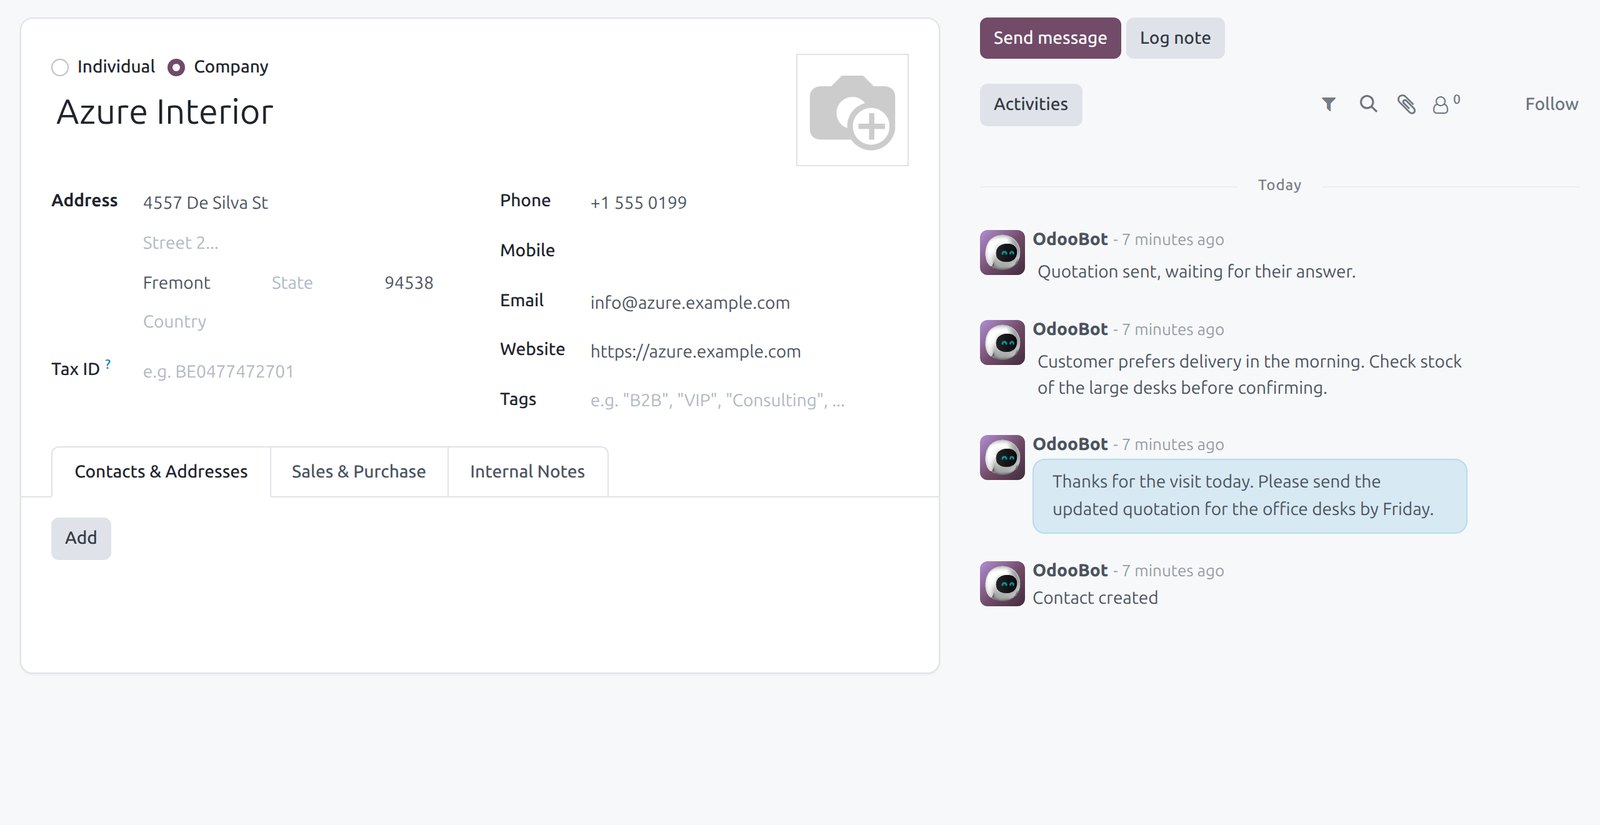 Individual Company
Azure Interior
Address 4557 De Silva St
Street 2...
Fremont State 94538
Country
Tax ID ? e.g. BE0477472701
Phone +1 555 0199
Mobile
Email info@azure.example.com
Website https://azure.example.com
Tags e.g. "B2B", "VIP", "Consulting", ...
Contacts & Addresses Sales & Purchase Internal Notes
Add
Send message Log note
Activities 0 Follow
Today
OdooBot - 7 minutes ago
Quotation sent, waiting for their answer.
OdooBot - 7 minutes ago
Customer prefers delivery in the morning. Check stock
of the large desks before confirming.
OdooBot - 7 minutes ago
Thanks for the visit today. Please send the
updated quotation for the office desks by Friday.
OdooBot - 7 minutes ago
Contact created